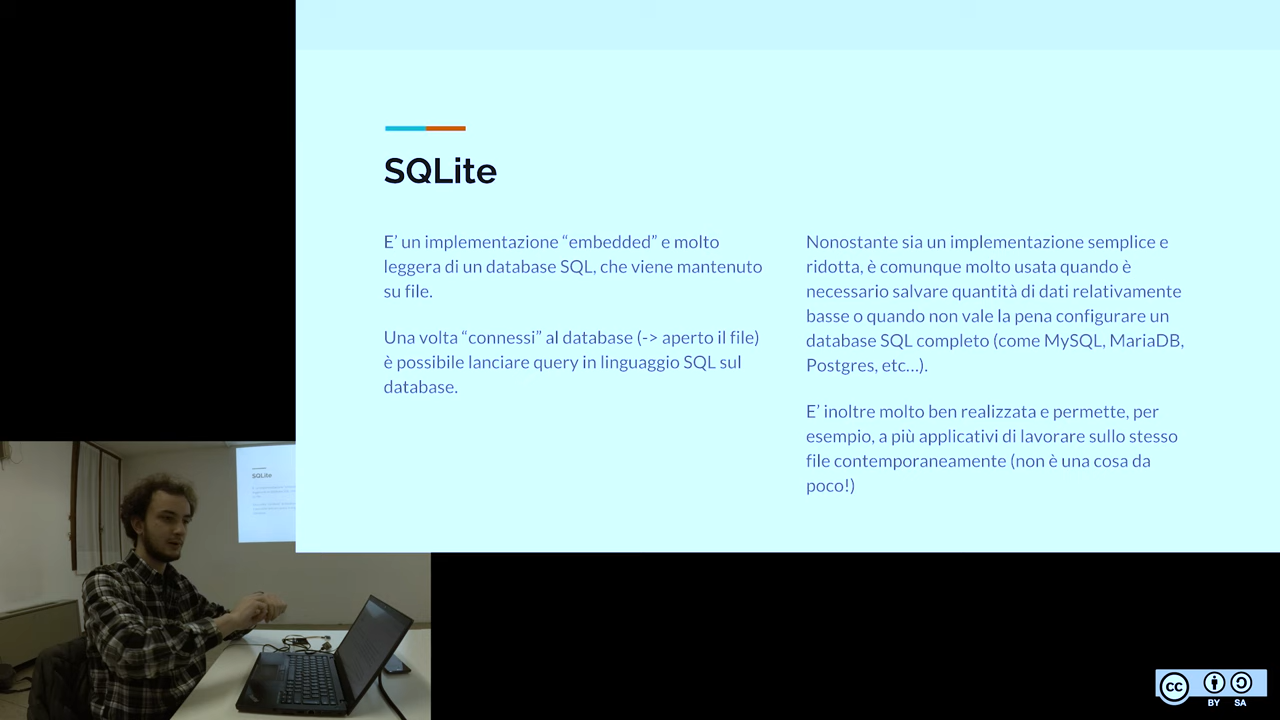 SQLite
E' un implementazione “embedded” e molto
leggera di un database SQL, che viene mantenuto
su file.
Una volta “connessi” al database (-> aperto il file)
è possibile lanciare query in linguaggio SQL sul
database.
Nonostante sia un implementazione semplice e
ridotta, è comunque molto usata quando è
necessario salvare quantità di dati relativamente
basse o quando non vale la pena configurare un
database SQL completo (come MySQL, MariaDB,
Postgres, etc...).
E' inoltre molto ben realizzata e permette, per
esempio, a più applicativi di lavorare sullo stesso
file contemporaneamente (non è una cosa da
poco!)
SQLite
cc
BY SA